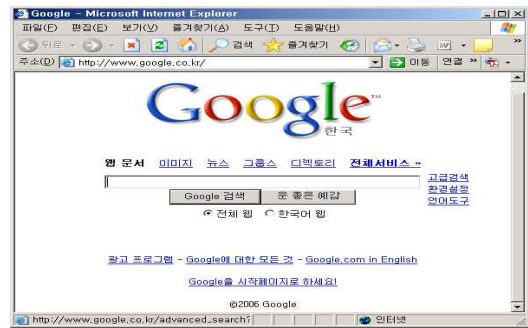 Google - Microsoft Internet Explorer
파일(F) 편집(E) 보기(V) 즐겨찾기(A) 도구(T) 도움말(H)
뒤로 검색 즐겨찾기
주소(D) http://www.google.co.kr/ 이동 연결 »
Google™
한국
웹 문서 이미지 뉴스 그룹스 디렉토리 전체서비스 »
고급검색
Google 검색 운 좋은 예감 환경설정
언어도구
전체 웹 한국어 웹
광고 프로그램 - Google에 대한 모든 것 - Google.com in English
Google을 시작페이지로 하세요!
©2006 Google
http://www.google.co.kr/advanced_search? 인터넷